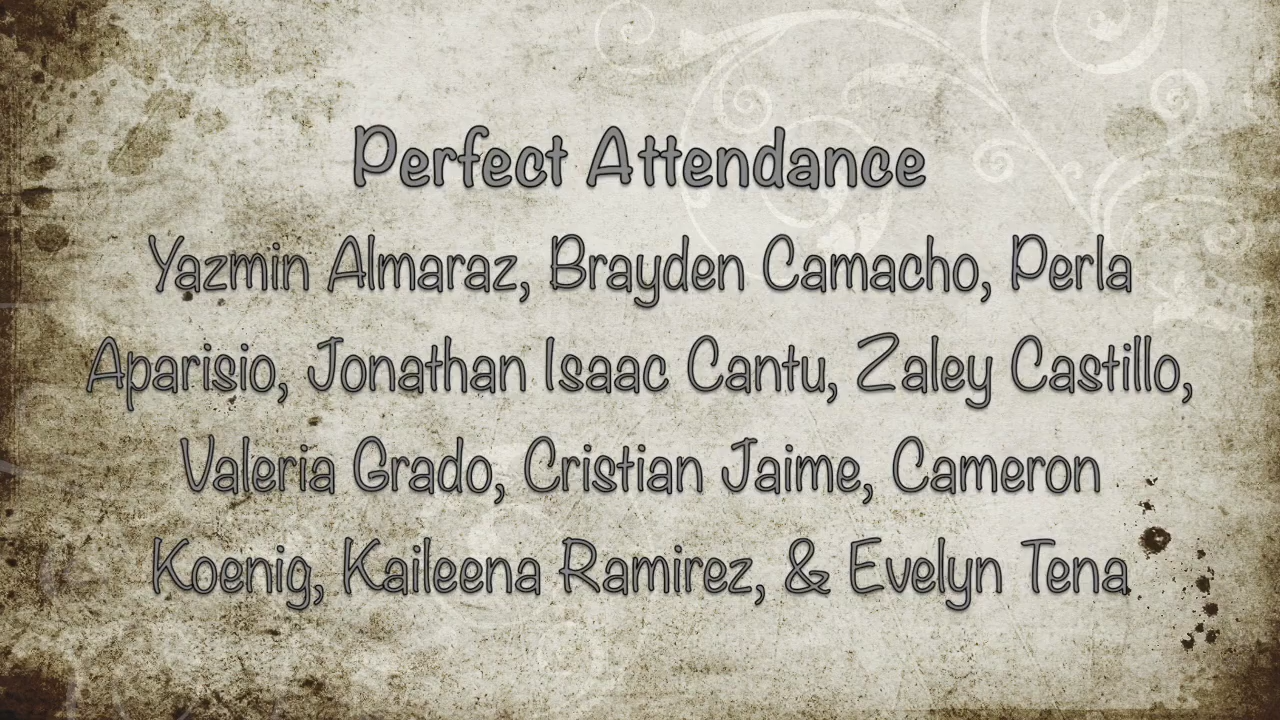 Perfect Attendance
Yazmin Almaraz, Brayden Camacho, Perla
Aparisio, Jonathan Isaac Cantu, Zaley Castillo,
Valeria Grado, Cristian Jaime, Cameron
Koenig, Kaileena Ramirez, & Evelyn Tena